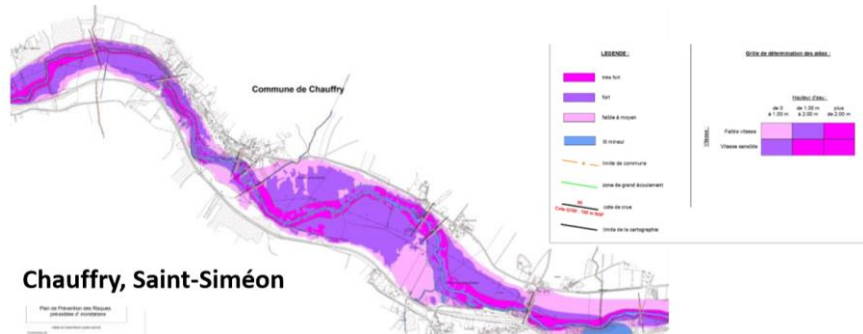 Commune de Chauffry
Chauffry, Saint-Siméon
Plan de Prévention des Risques
prévisibles d'inondations
LEGENDE :
très fort
fort
faible à moyen
lit mineur
limite de commune
zone de grand écoulement
cote de crue
limite de la cartographie
Grille de détermination des aléas :
Hauteur d'eau :
de 0 à 1.00 m
de 1.00 m à 2.00 m
plus de 2.00 m
Vitesse :
Faible vitesse
Vitesse sensible